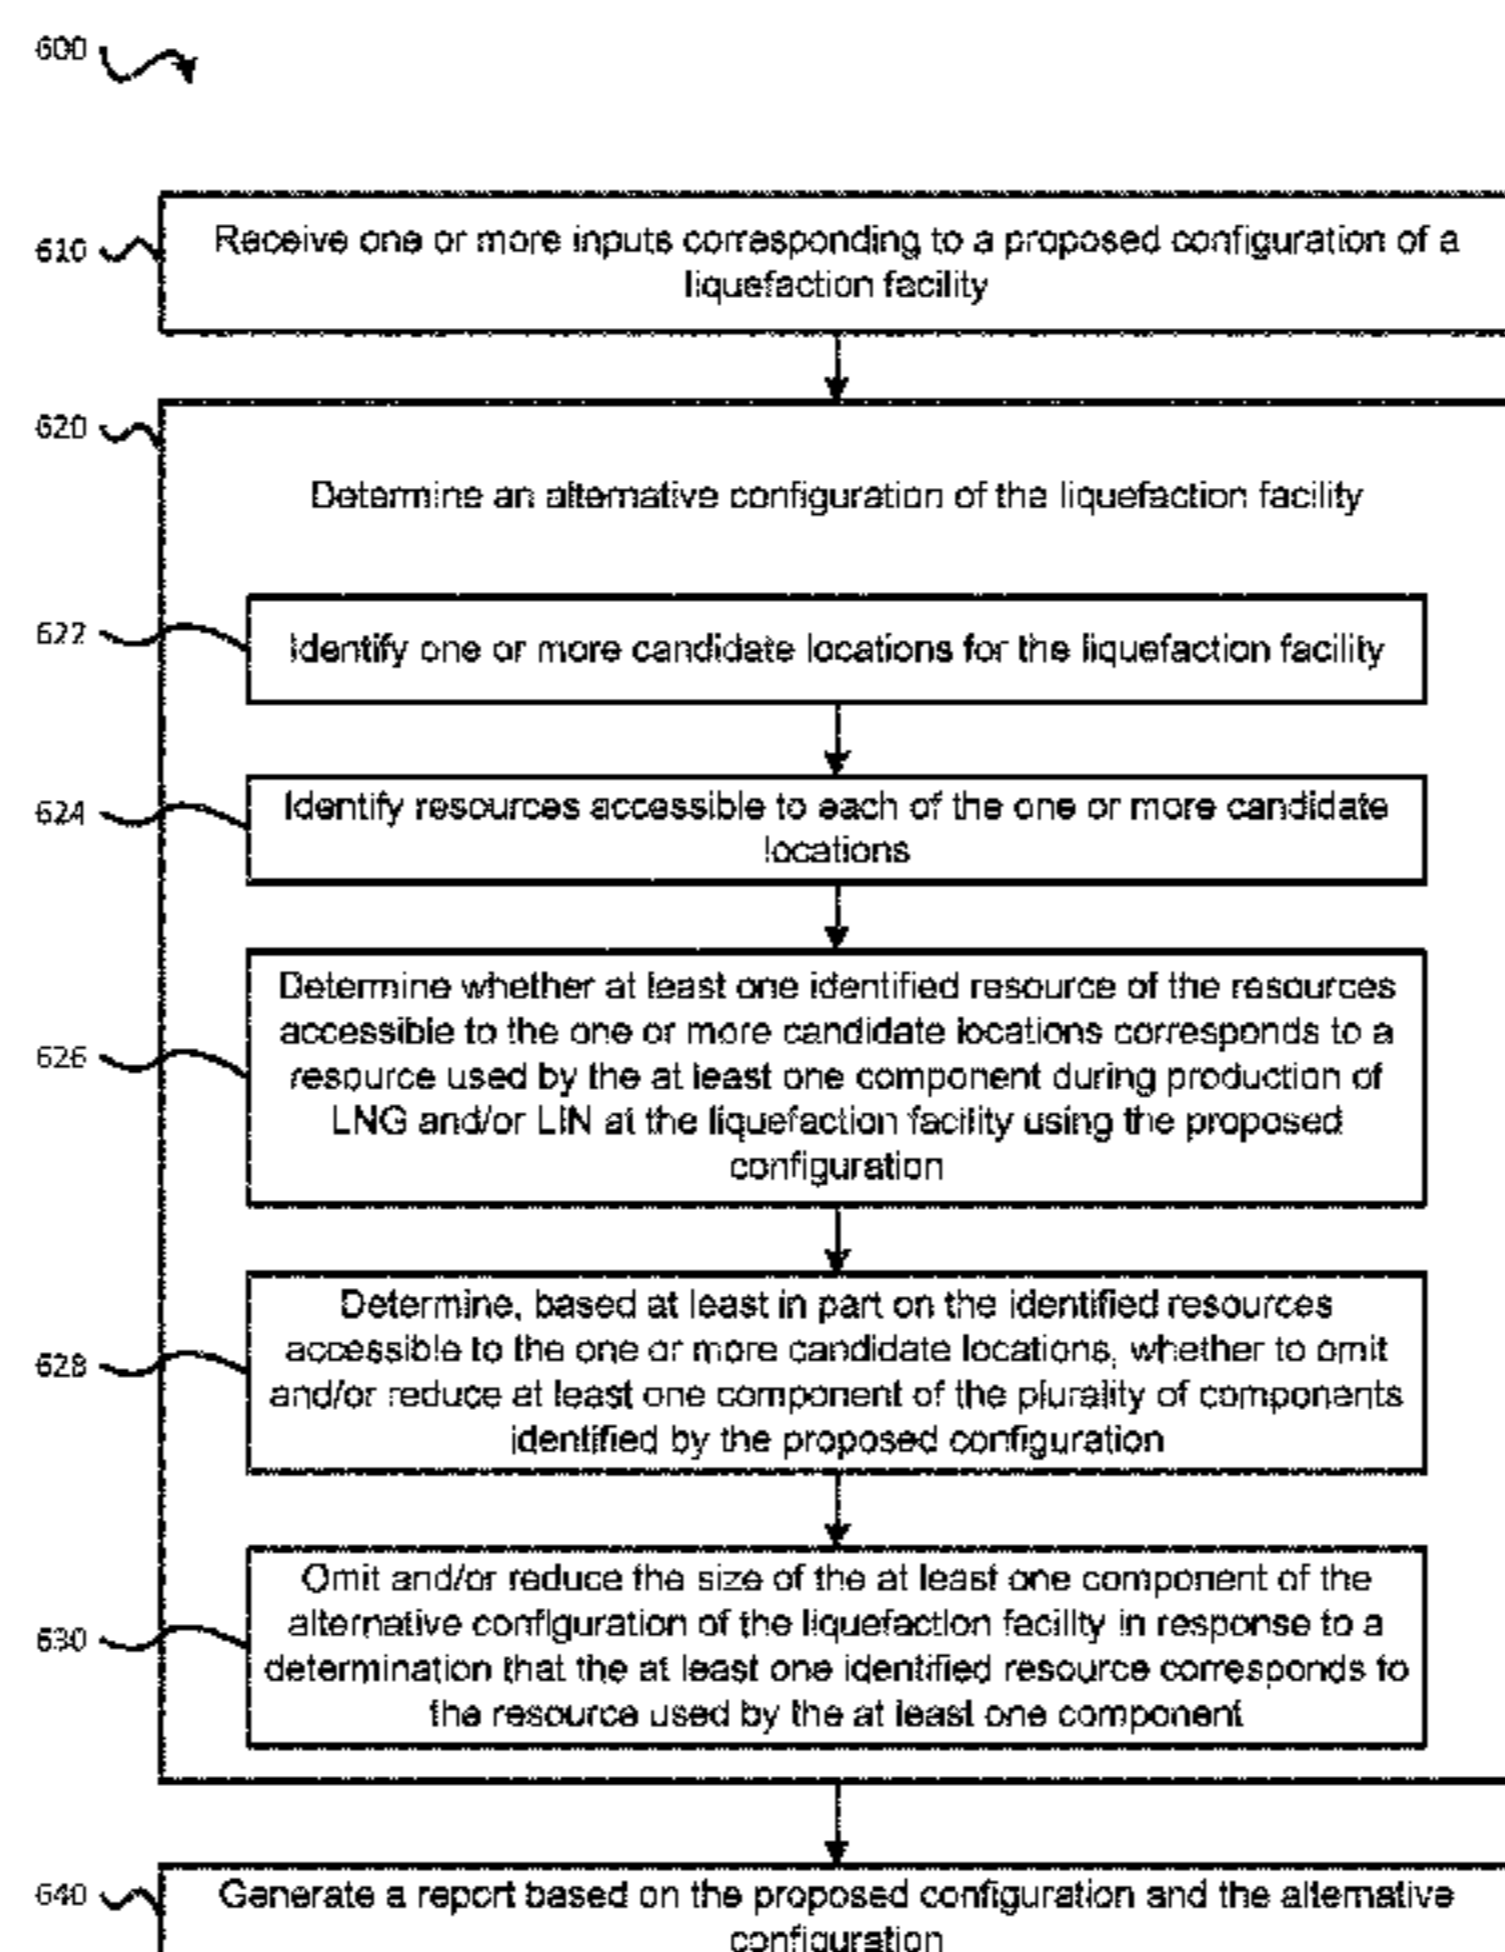 600
610
Receive one or more inputs corresponding to a proposed configuration of a
liquefaction facility
620
Determine an alternative configuration of the liquefaction facility
622
Identify one or more candidate locations for the liquefaction facility
624
Identify resources accessible to each of the one or more candidate
locations
626
Determine whether at least one identified resource of the resources
accessible to the one or more candidate locations corresponds to a
resource used by the at least one component during production of
LNG and/or LIN at the liquefaction facility using the proposed
configuration
628
Determine, based at least in part on the identified resources
accessible to the one or more candidate locations, whether to omit
and/or reduce at least one component of the plurality of components
identified by the proposed configuration
630
Omit and/or reduce the size of the at least one component of the
alternative configuration of the liquefaction facility in response to a
determination that the at least one identified resource corresponds to
the resource used by the at least one component
640
Generate a report based on the proposed configuration and the alternative
configuration